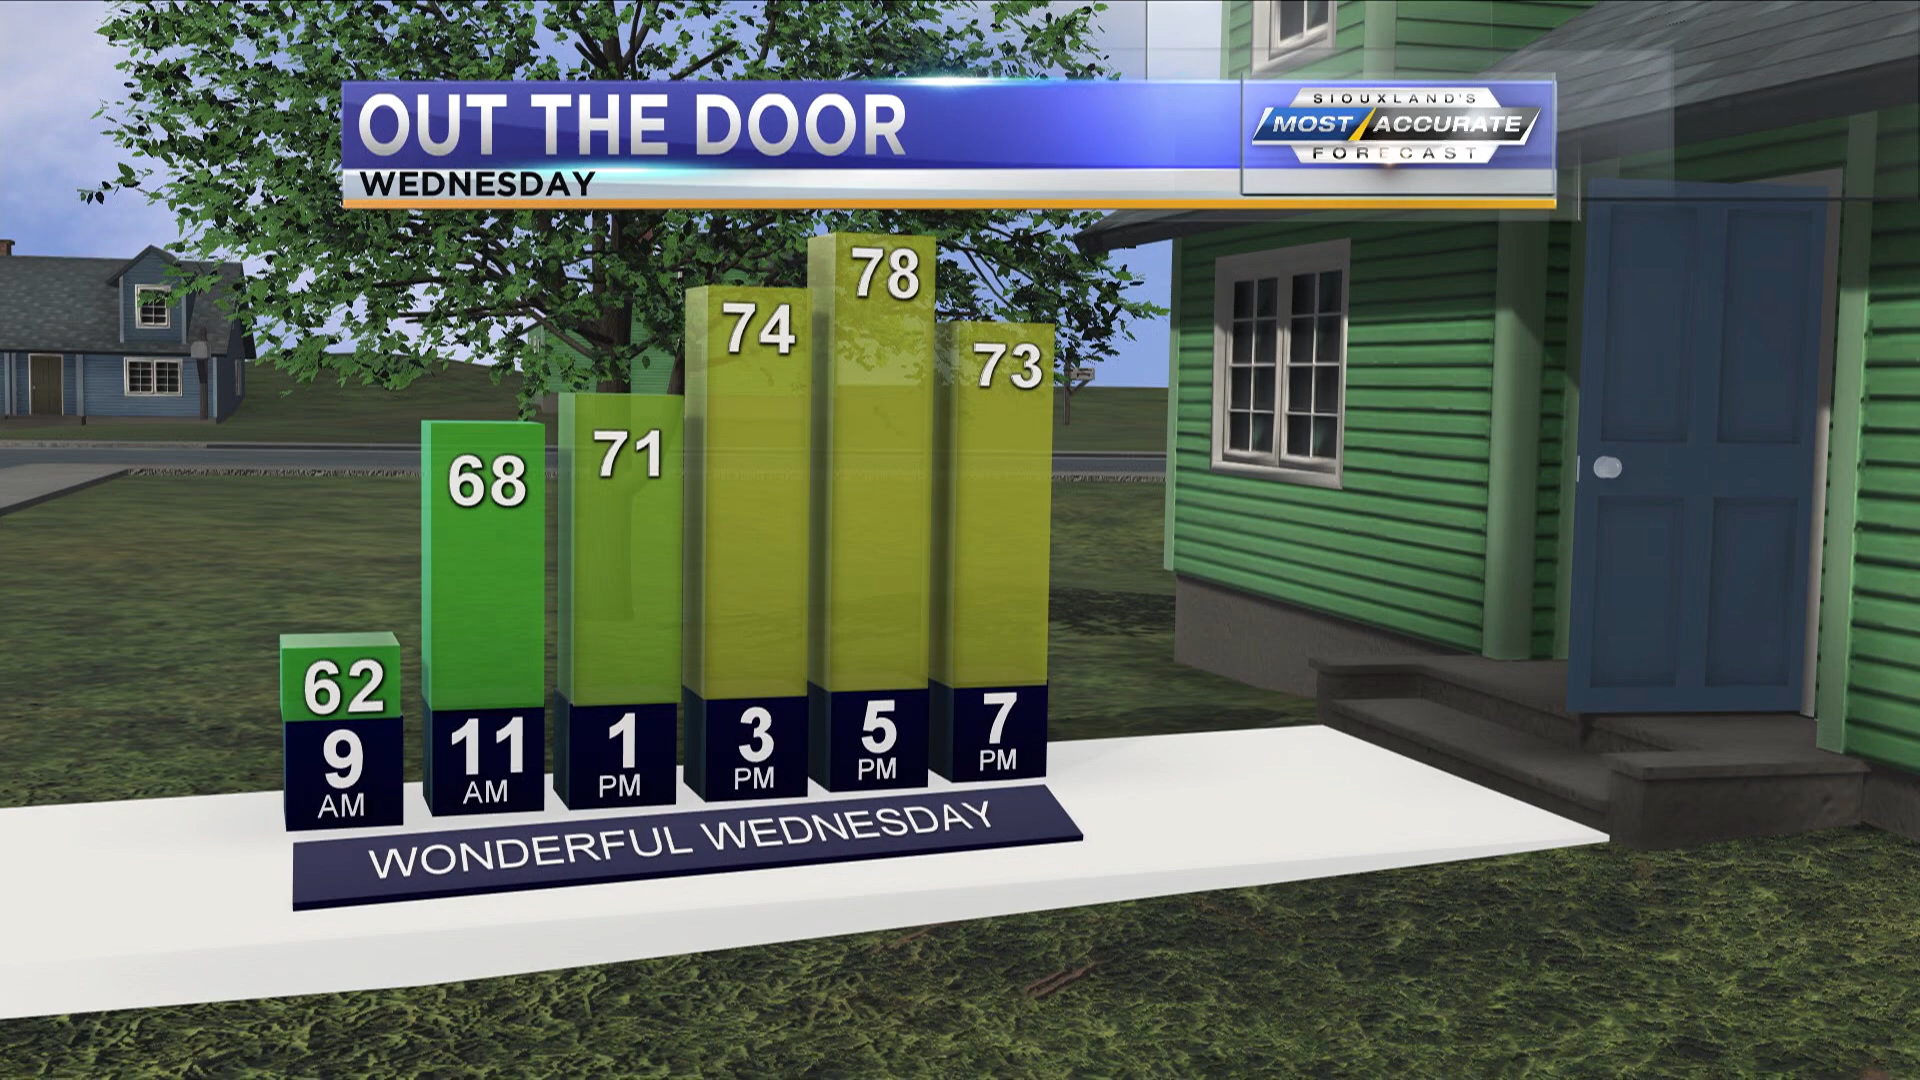 OUT THE DOOR
WEDNESDAY
SIOUXLAND'S
MOST ACCURATE
FORECAST
62
68
71
74
78
73
9
AM
11
AM
1
PM
3
PM
5
PM
7
PM
WONDERFUL WEDNESDAY